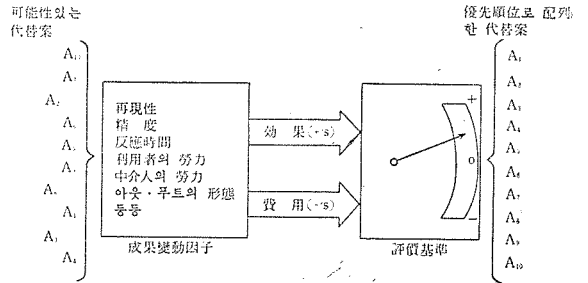 可能性있는
代替案
A
A
A
A
A
A
A
A
A
A
再現性
精度
反應時間
利用者의 勞力
中介人의 勞力
아웃·푸트의 形態
등등
成果變動因子
効果(-s)
費用(-s)
+
0
-
評價基準
優先順位로 配列
한 代替案
A₁
A₂
A₃
A₄
A₅
A₆
A₇
A₈
A₉
A₁₀